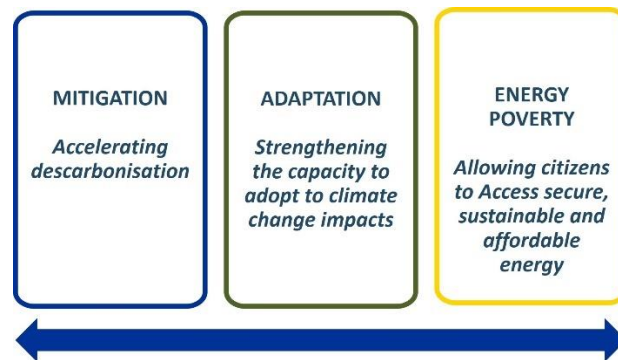 MITIGATION
Accelerating
descarbonisation
ADAPTATION
Strengthening
the capacity to
adopt to climate
change impacts
ENERGY
POVERTY
Allowing citizens
to Access secure,
sustainable and
affordable
energy